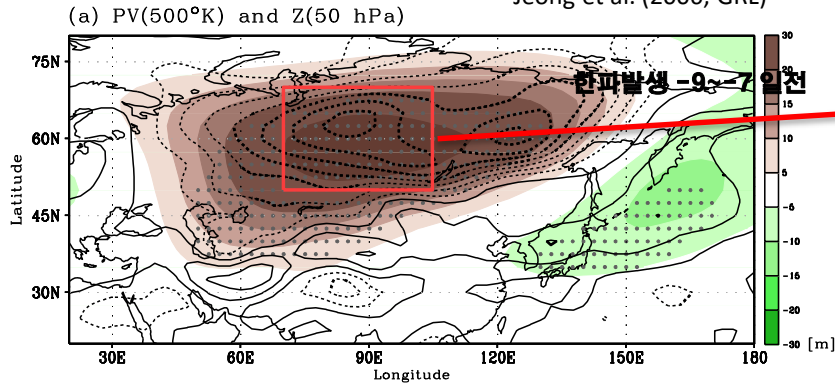 Jeong et al. (2006, GRL)
(a) PV(500°K) and Z(50 hPa)
한파발생 -9~-7 일전
75N
60N
45N
30N
Latitude
30E
60E
90E
120E
150E
180
Longitude
30
20
15
10
5
-5
-10
-15
-20
-30 [m]